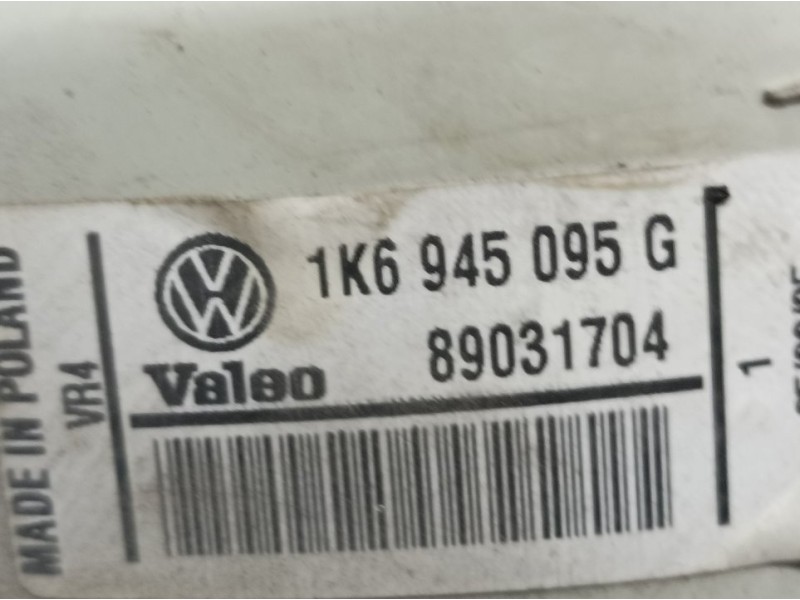 MADE IN POLAND
VR4
1K6 945 095 G
89031704
Valeo
1